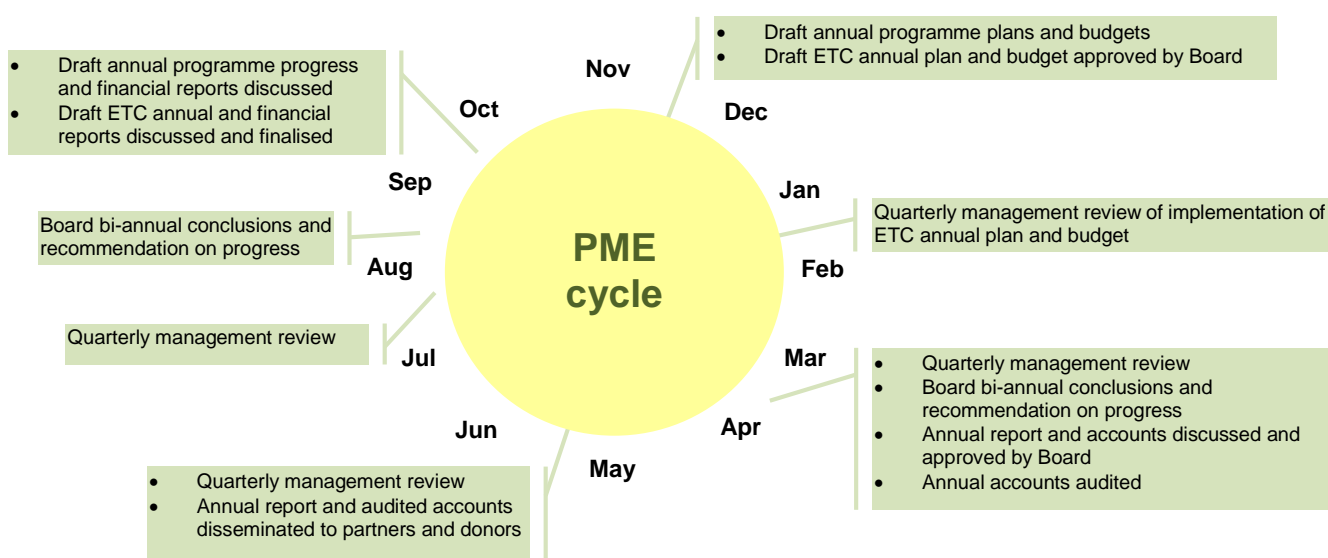 Nov
• Draft annual programme plans and budgets
• Draft ETC annual plan and budget approved by Board
Dec
Jan
Quarterly management review of implementation of
ETC annual plan and budget
Feb
Mar
• Quarterly management review
• Board bi-annual conclusions and
recommendation on progress
• Annual report and accounts discussed and
approved by Board
• Annual accounts audited
Apr
May
• Quarterly management review
• Annual report and audited accounts
disseminated to partners and donors
Jun
Jul
Quarterly management review
Aug
Board bi-annual conclusions and
recommendation on progress
Sep
• Draft annual programme progress
and financial reports discussed
• Draft ETC annual and financial
reports discussed and finalised
Oct
PME
cycle